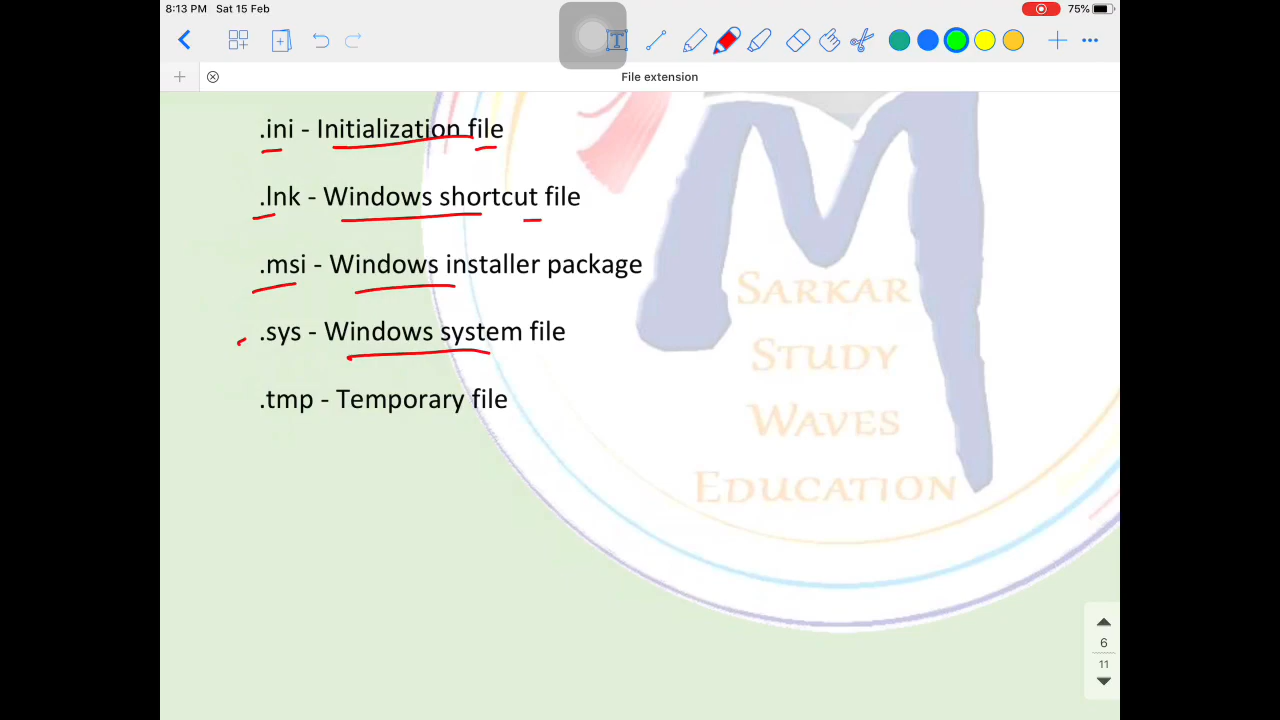 8:13 PM Sat 15 Feb 75%
T
File extension
.ini - Initialization file
.lnk - Windows shortcut file
.msi - Windows installer package
.sys - Windows system file
.tmp - Temporary file
SARKAR
STUDY
WAVES
EDUCATION
6
11